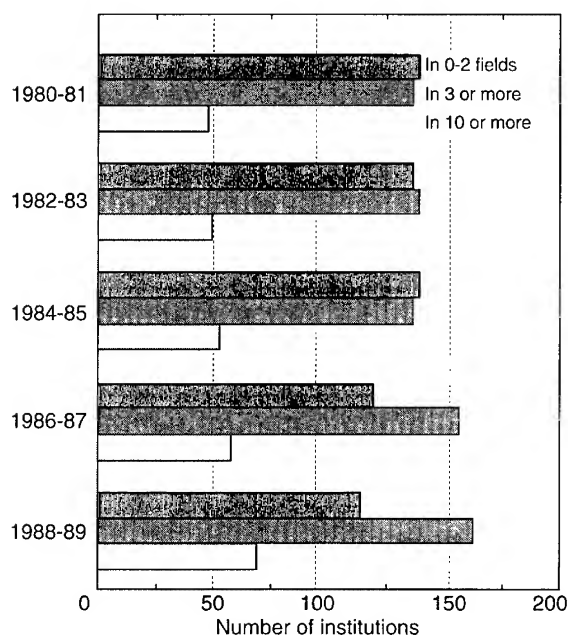 In 0-2 fields
1980-81
In 3 or more
In 10 or more
1982-83
1984-85
1986-87
1988-89
0 50 100 150 200
Number of institutions